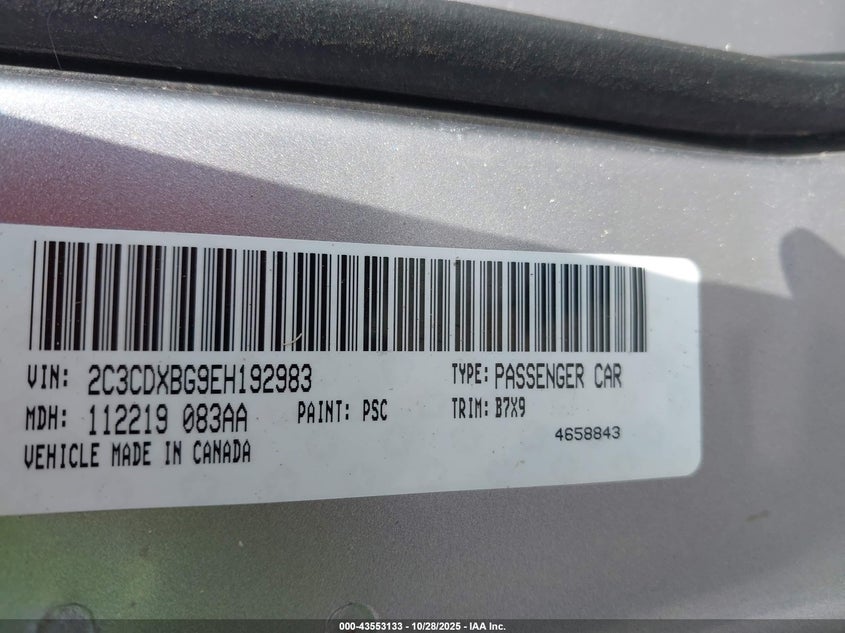 VIN: 2C3CDXBG9EH192983 TYPE: PASSENGER CAR
MDH: 112219 083AA PAINT: PSC TRIM: B7X9
VEHICLE MADE IN CANADA 4658843
000-43553133 - 10/28/2025 - IAA Inc.